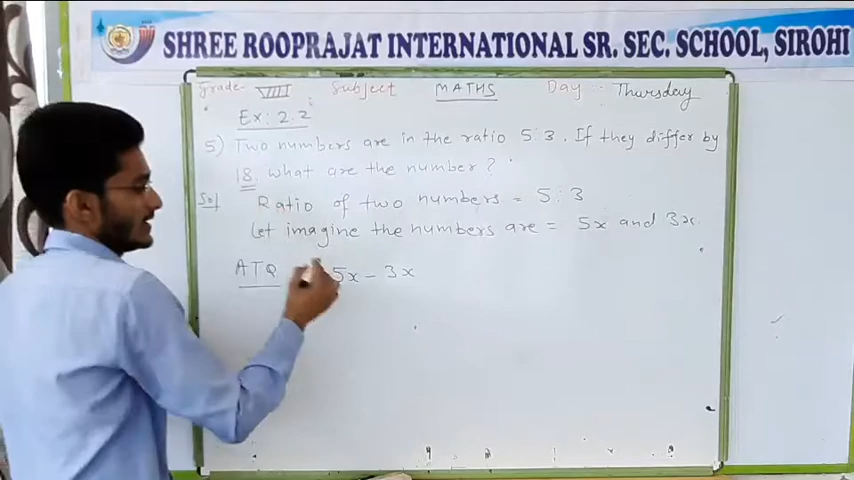 SHREE ROOPRAJAT INTERNATIONAL SR. SEC. SCHOOL, SIROHI
Grade- VIII Subject MATHS Day : Thursday
Ex: 2.2
5) Two numbers are in the ratio 5:3. If they differ by
18. what are the number?
Sol Ratio of two numbers = 5:3
Let imagine the numbers are = 5x and 3x.
ATQ 5x - 3x